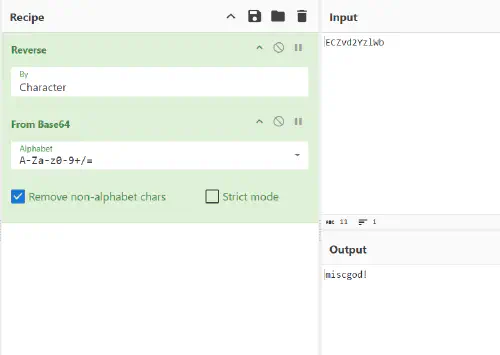 Recipe
Input
Reverse
ECZvd2YzlWb
By
Character
From Base64
Alphabet
A-Za-z0-9+/=
Remove non-alphabet chars
Strict mode
ABC 11 1
Output
miscgod!